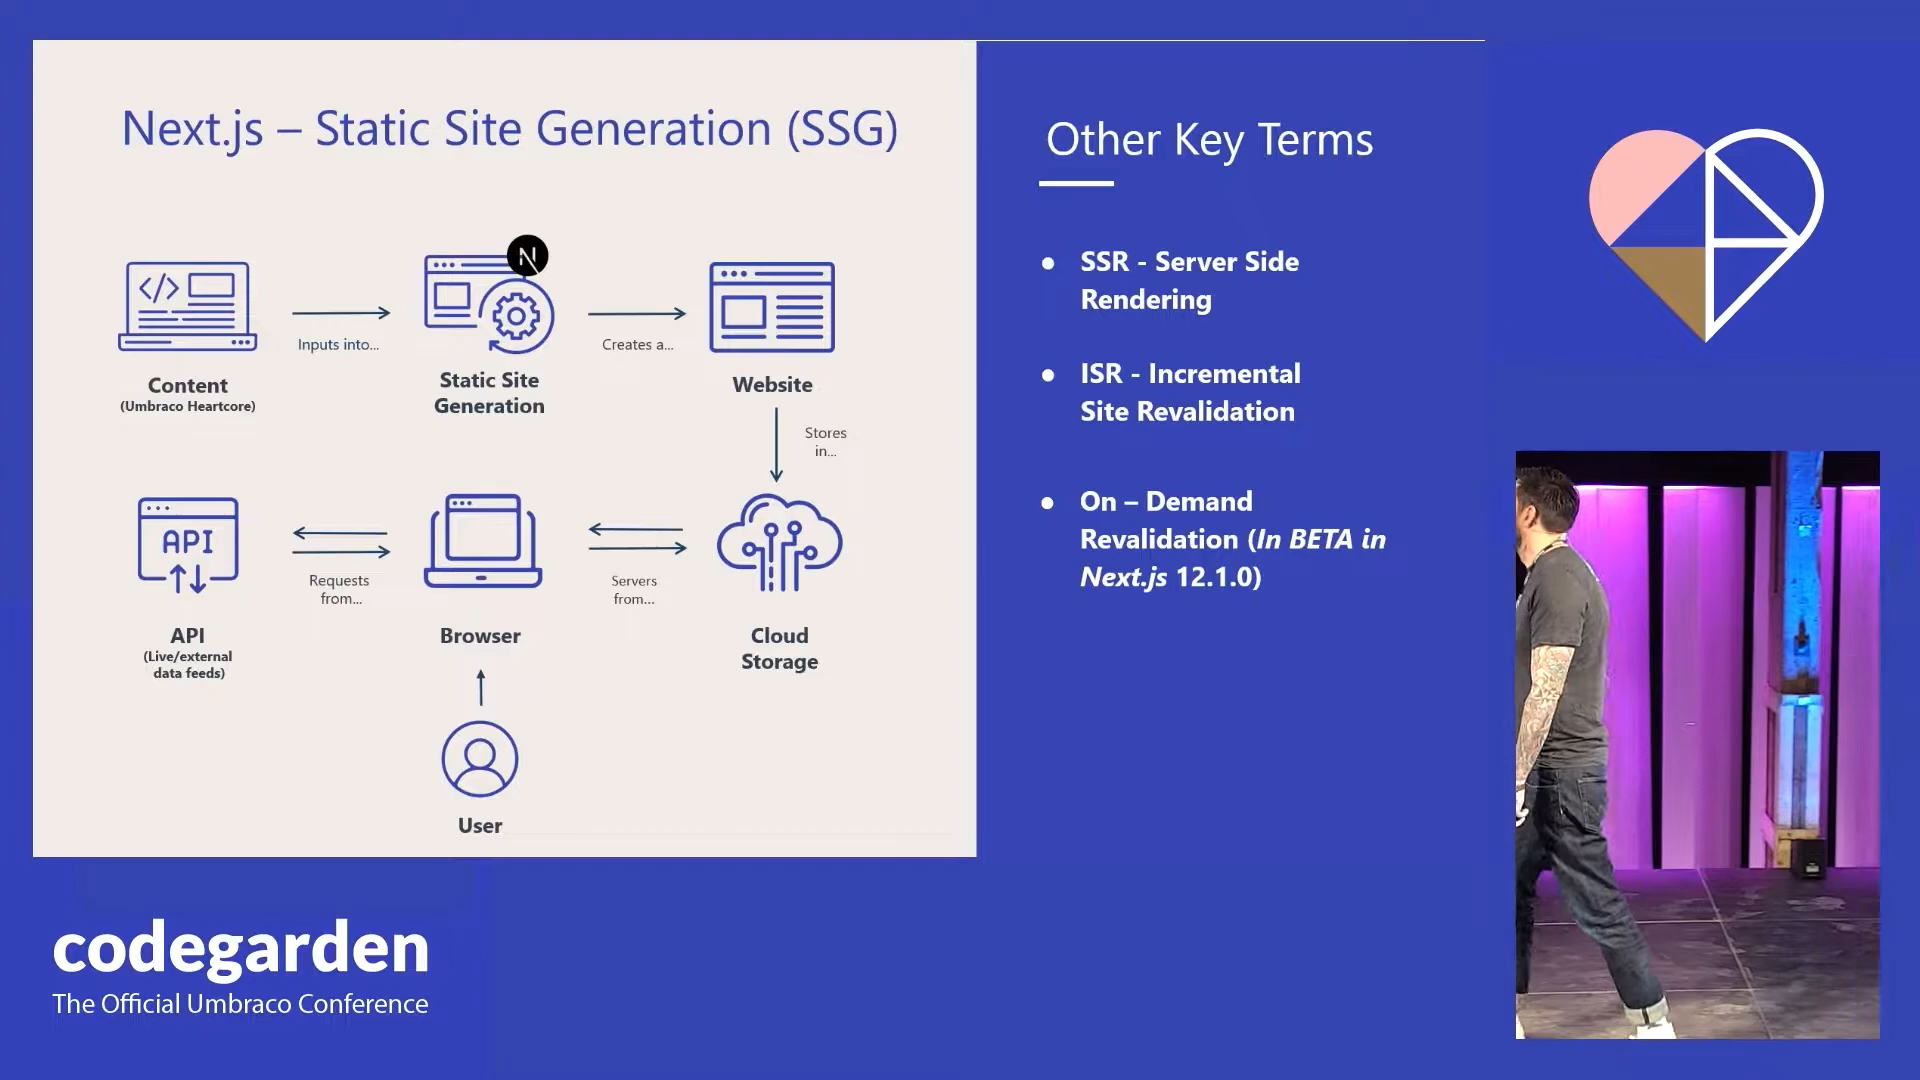 Next.js – Static Site Generation (SSG)
N
Inputs into...
Creates a...
Content
(Umbraco Heartcore)
Static Site
Generation
Website
Stores
in...
API
Requests
from...
Servers
from...
API
(Live/external
data feeds)
Browser
Cloud
Storage
User
Other Key Terms
• SSR - Server Side
Rendering
• ISR - Incremental
Site Revalidation
• On – Demand
Revalidation (In BETA in
Next.js 12.1.0)
codegarden
The Official Umbraco Conference